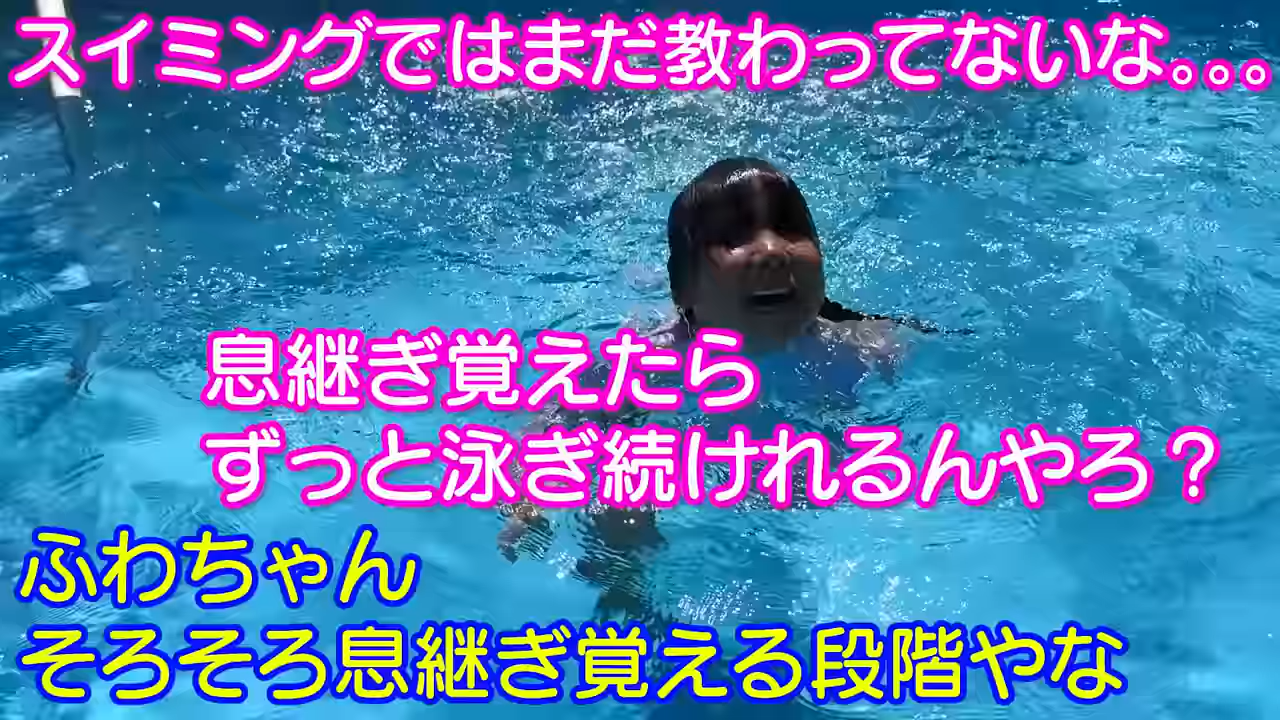 スイミングではまだ教わってないな。。。
息継ぎ覚えたら
ずっと泳ぎ続けれるんやろ？
ふわちゃん
そろそろ息継ぎ覚える段階やな